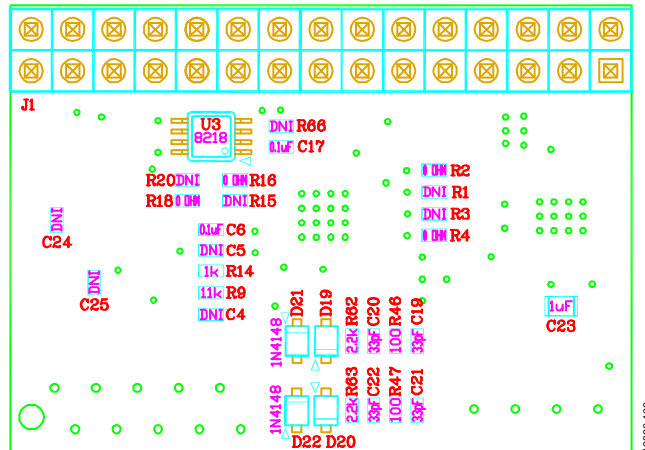 J1
U3
8218
DNI R66
0.1uF C17
R20 DNI
0 OHM R16
R18 0 OHM
DNI R15
0 OHM R2
DNI R1
DNI R3
0 OHM R4
DNI
C24
0.1uF C6
DNI C5
1k R14
11k R9
DNI C4
DNI
C25
1uF
C23
1N4148
D21
D19
2.2k R62
33pF C20
100 R46
33pF C19
1N4148
D22 D20
2.2k R63
33pF C22
100 R47
33pF C21